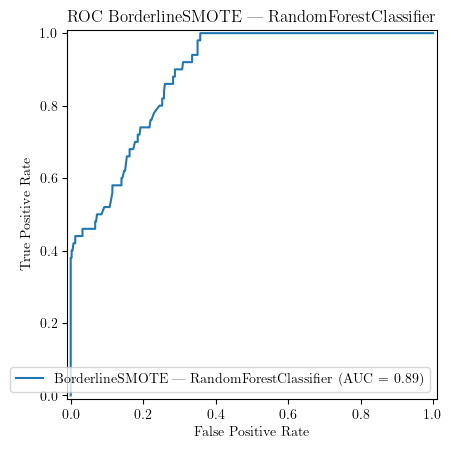 ROC BorderlineSMOTE — RandomForestClassifier
1.0
0.8
0.6
0.4
0.2
0.0
True Positive Rate
BorderlineSMOTE — RandomForestClassifier (AUC = 0.89)
0.0 0.2 0.4 0.6 0.8 1.0
False Positive Rate